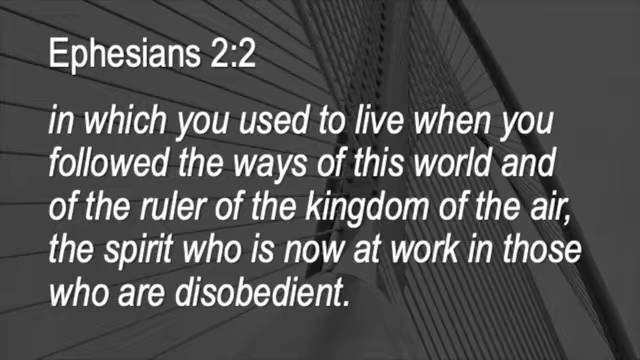 Ephesians 2:2
in which you used to live when you
followed the ways of this world and
of the ruler of the kingdom of the air,
the spirit who is now at work in those
who are disobedient.